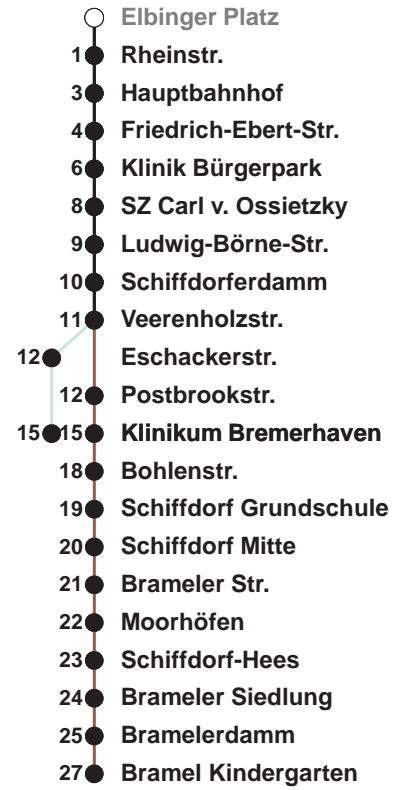 Elbinger Platz
1 Rheinstr.
3 Hauptbahnhof
4 Friedrich-Ebert-Str.
6 Klinik Bürgerpark
8 SZ Carl v. Ossietzky
9 Ludwig-Börne-Str.
10 Schiffdorferdamm
11 Veerenholzstr.
12 Eschackerstr.
12 Postbrookstr.
15 15 Klinikum Bremerhaven
18 Bohlenstr.
19 Schiffdorf Grundschule
20 Schiffdorf Mitte
21 Brameler Str.
22 Moorhöfen
23 Schiffdorf-Hees
24 Brameler Siedlung
25 Bramelerdamm
27 Bramel Kindergarten